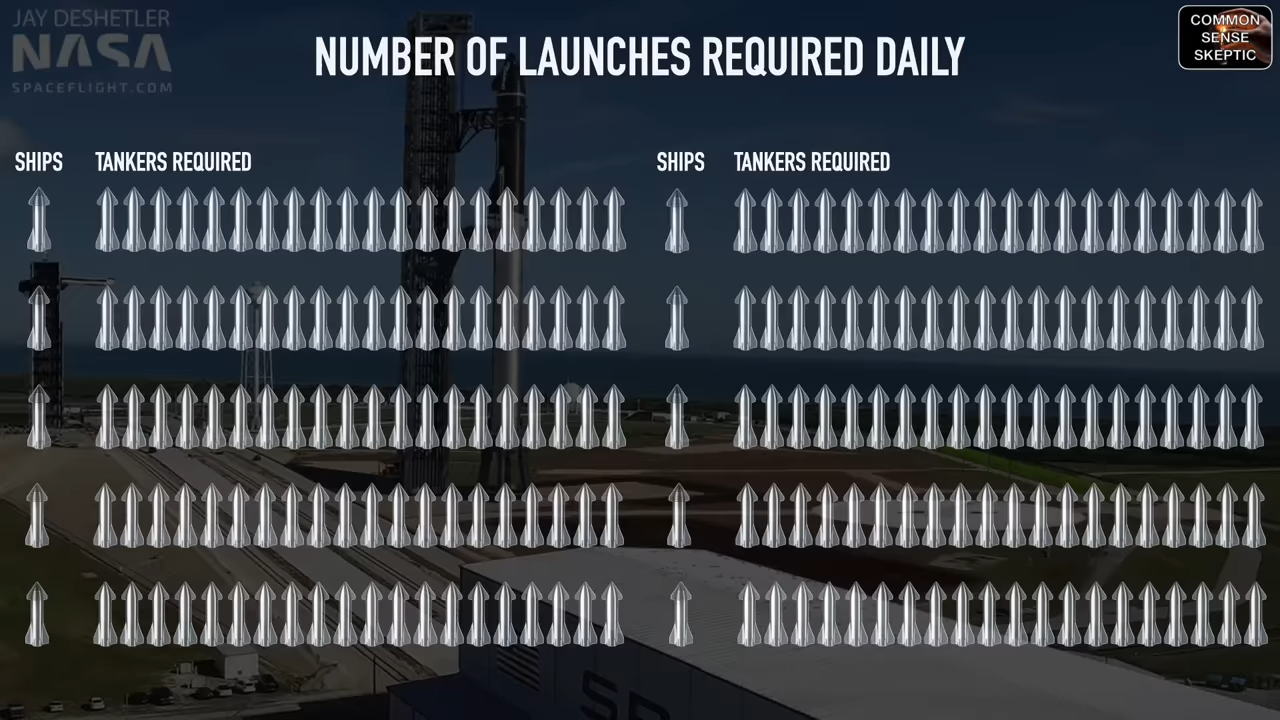 JAY DESHETLER
NASA
SPACEFLIGHT.COM
NUMBER OF LAUNCHES REQUIRED DAILY
COMMON
SENSE
SKEPTIC
SHIPS TANKERS REQUIRED
SHIPS TANKERS REQUIRED